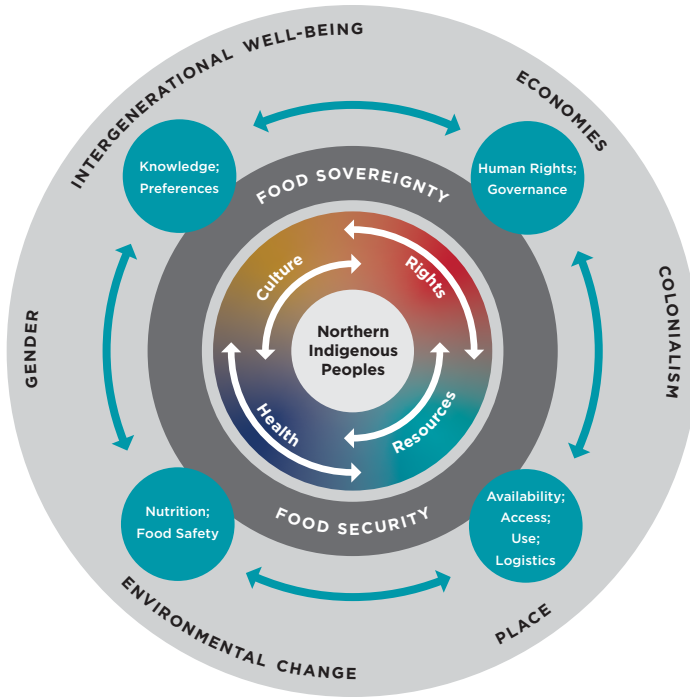 INTERGENERATIONAL WELL-BEING
ECONOMIES
Knowledge;
Preferences
Human Rights;
Governance
FOOD SOVEREIGNTY
Culture
Rights
GENDER
Northern
Indigenous
Peoples
COLONIALISM
Health
Resources
Nutrition;
Food Safety
FOOD SECURITY
Availability;
Access;
Use;
Logistics
ENVIRONMENTAL CHANGE
PLACE